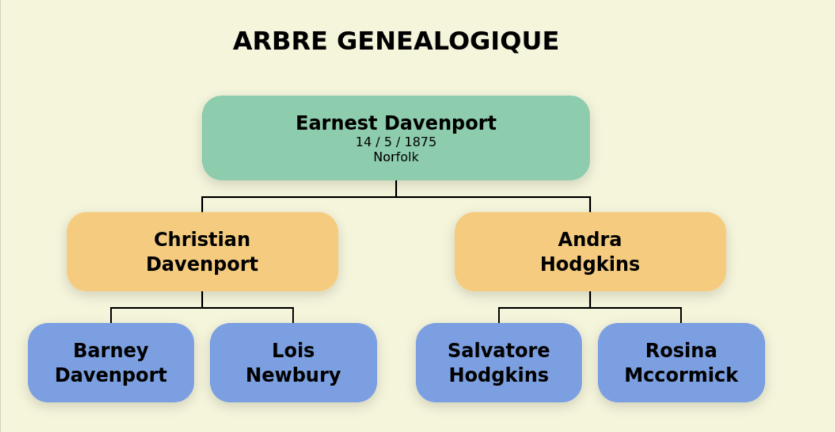 ARBRE GENEALOGIQUE
Earnest Davenport
14 / 5 / 1875
Norfolk
Christian
Davenport
Andra
Hodgkins
Barney
Davenport
Lois
Newbury
Salvatore
Hodgkins
Rosina
Mccormick